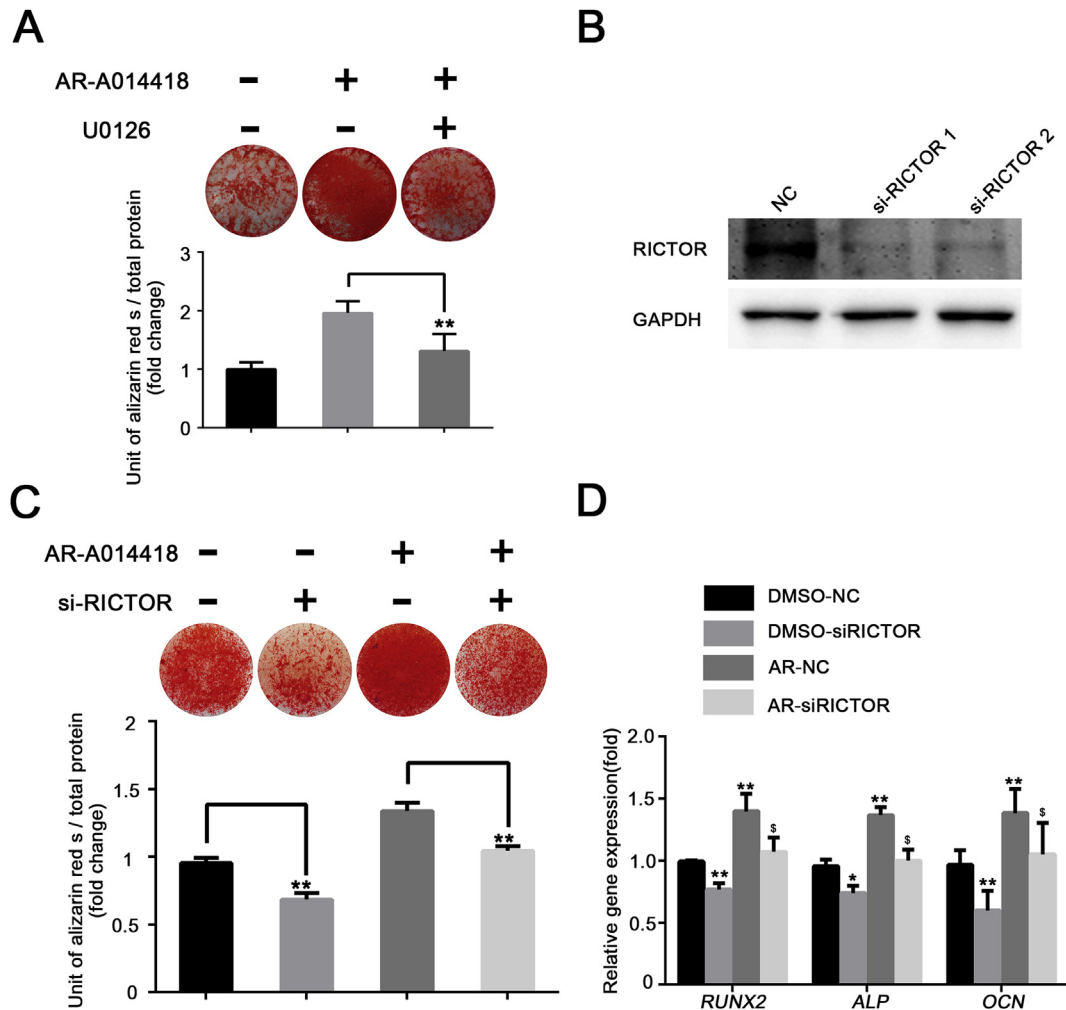 A
AR-A014418 - + +
U0126 - - +
Unit of alizarin red s / total protein
(fold change)
3
2
1
0
**
B
NC
si-RICTOR 1
si-RICTOR 2
RICTOR
GAPDH
C
AR-A014418 - - + +
si-RICTOR - + - +
Unit of alizarin red s / total protein
(fold change)
2
1.5
1
0.5
0
**
**
D
DMSO-NC
DMSO-siRICTOR
AR-NC
AR-siRICTOR
Relative gene expression(fold)
2.0
1.5
1.0
0.5
0
** ** $
* ** $
** ** $
RUNX2 ALP OCN